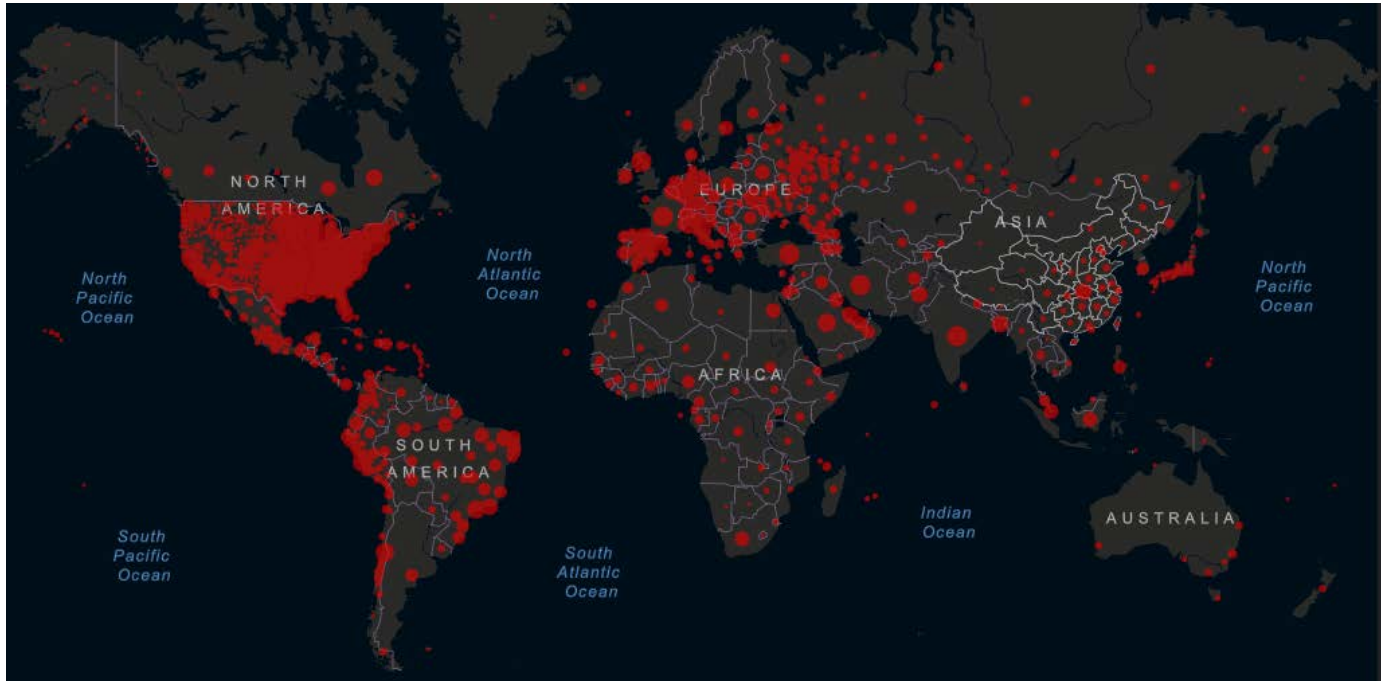 NORTH
AMERICA
EUROPE
ASIA
North
Atlantic
Ocean
North
Pacific
Ocean
North
Pacific
Ocean
AFRICA
SOUTH
AMERICA
Indian
Ocean
AUSTRALIA
South
Pacific
Ocean
South
Atlantic
Ocean